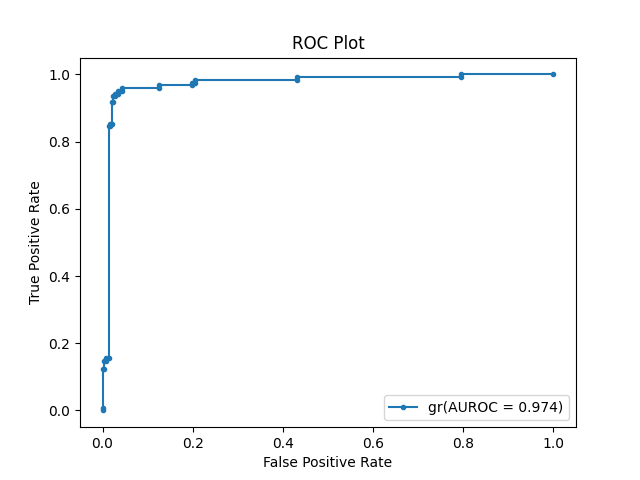 ROC Plot
True Positive Rate
1.0
0.8
0.6
0.4
0.2
0.0
gr(AUROC = 0.974)
0.0 0.2 0.4 0.6 0.8 1.0
False Positive Rate